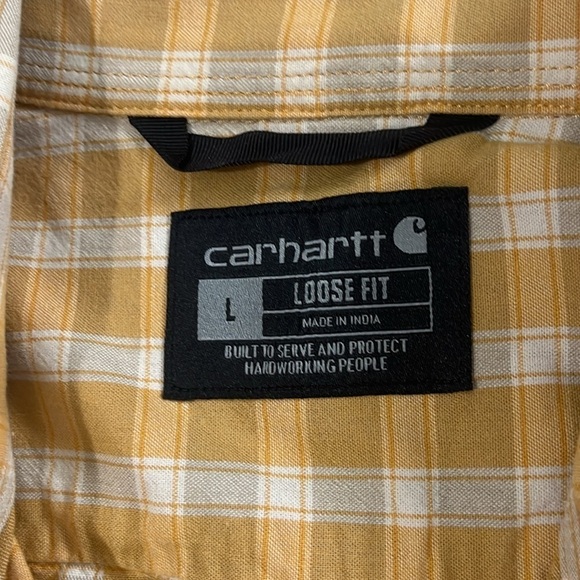 carhartt
L
LOOSE FIT
MADE IN INDIA
BUILT TO SERVE AND PROTECT
HARDWORKING PEOPLE